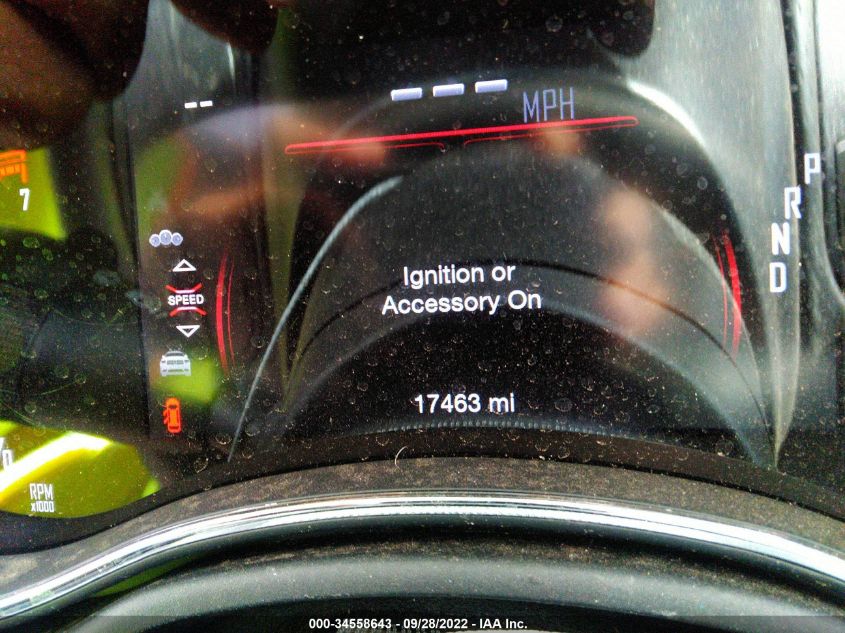 -- --- MPH
7
P
R
N
D
SPEED
Ignition or
Accessory On
17463 mi
RPM
x1000
000-34558643 - 09/28/2022 - IAA Inc.